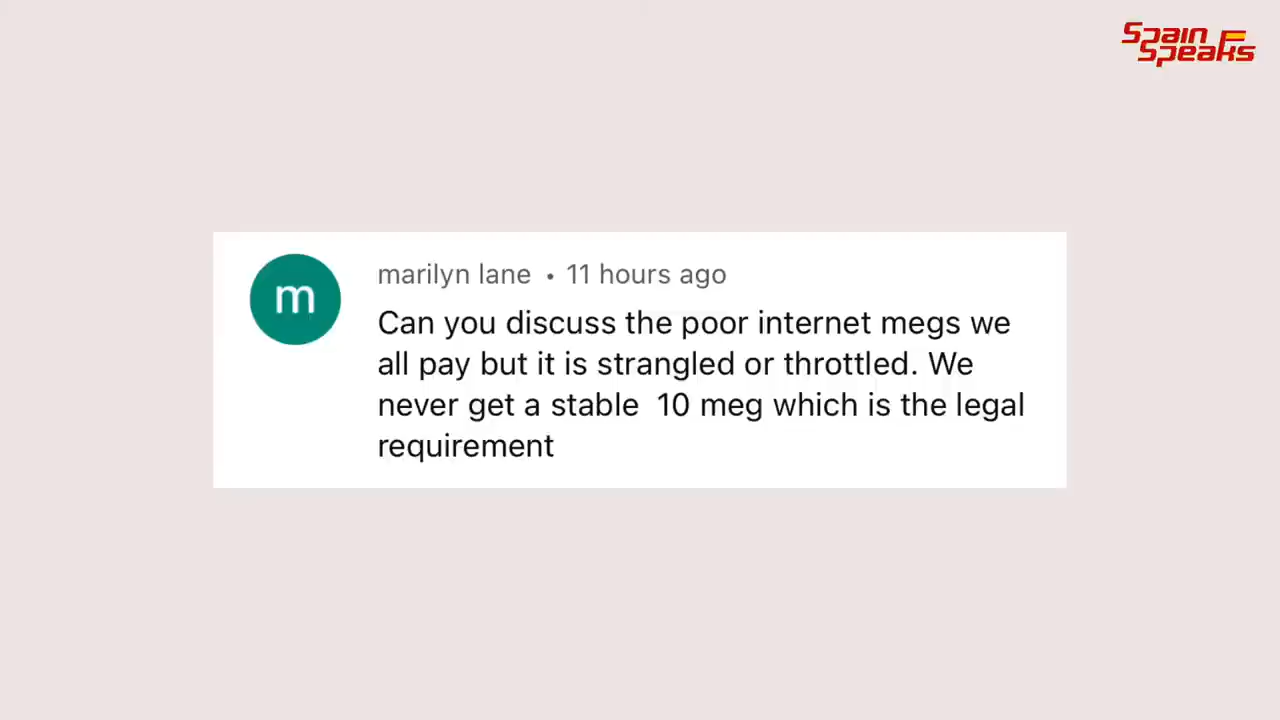 Spain
Speaks
m
marilyn lane • 11 hours ago
Can you discuss the poor internet megs we
all pay but it is strangled or throttled. We
never get a stable  10 meg which is the legal
requirement